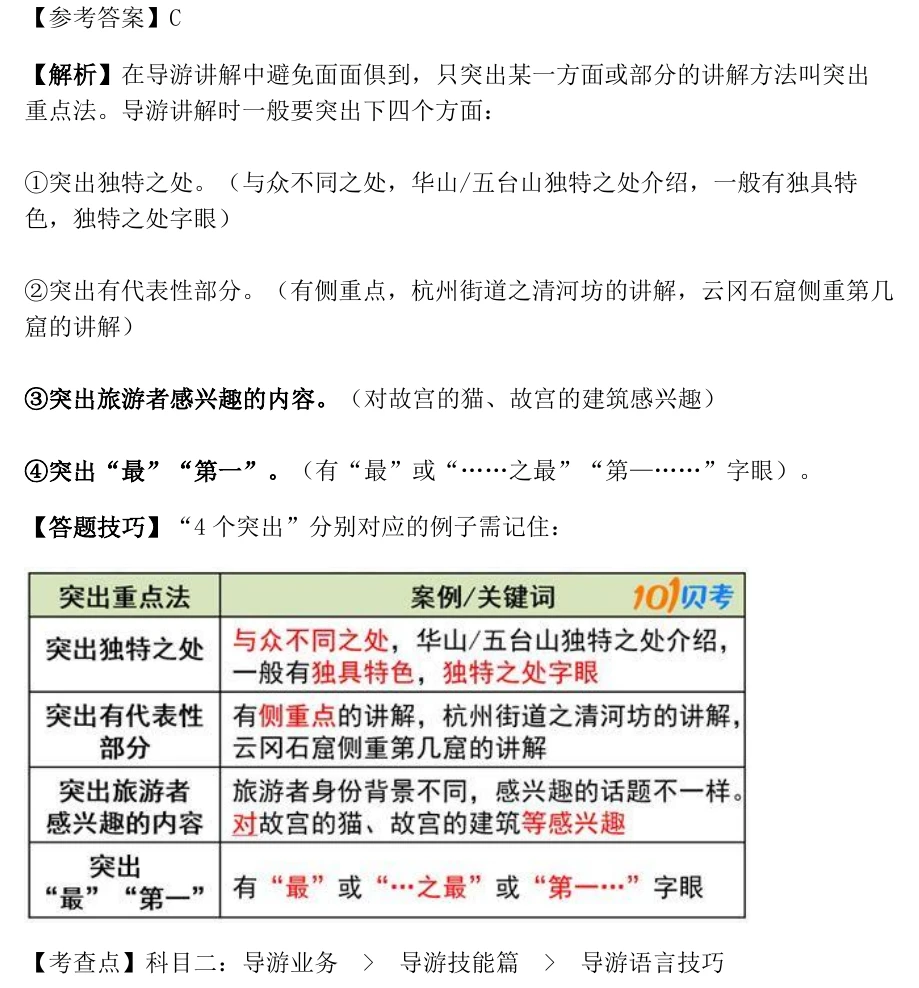 【参考答案】C
【解析】在导游讲解中避免面面俱到，只突出某一方面或部分的讲解方法叫突出
重点法。导游讲解时一般要突出下四个方面：
①突出独特之处。（与众不同之处，华山/五台山独特之处介绍，一般有独具特
色，独特之处字眼）
②突出有代表性部分。（有侧重点，杭州街道之清河坊的讲解，云冈石窟侧重第几
窟的讲解）
③突出旅游者感兴趣的内容。（对故宫的猫、故宫的建筑感兴趣）
④突出“最”“第一”。（有“最”或“……之最”“第—……”字眼）。
【答题技巧】“4个突出”分别对应的例子需记住：
突出重点法 案例/关键词 101贝考
突出独特之处
与众不同之处，华山/五台山独特之处介绍，
一般有独具特色，独特之处字眼
突出有代表性
部分
有侧重点的讲解，杭州街道之清河坊的讲解，
云冈石窟侧重第几窟的讲解
突出旅游者
感兴趣的内容
旅游者身份背景不同，感兴趣的话题不一样。
对故宫的猫、故宫的建筑等感兴趣
突出
“最”“第一”
有“最”或“…之最”或“第一…”字眼
【考查点】科目二：导游业务 > 导游技能篇 > 导游语言技巧